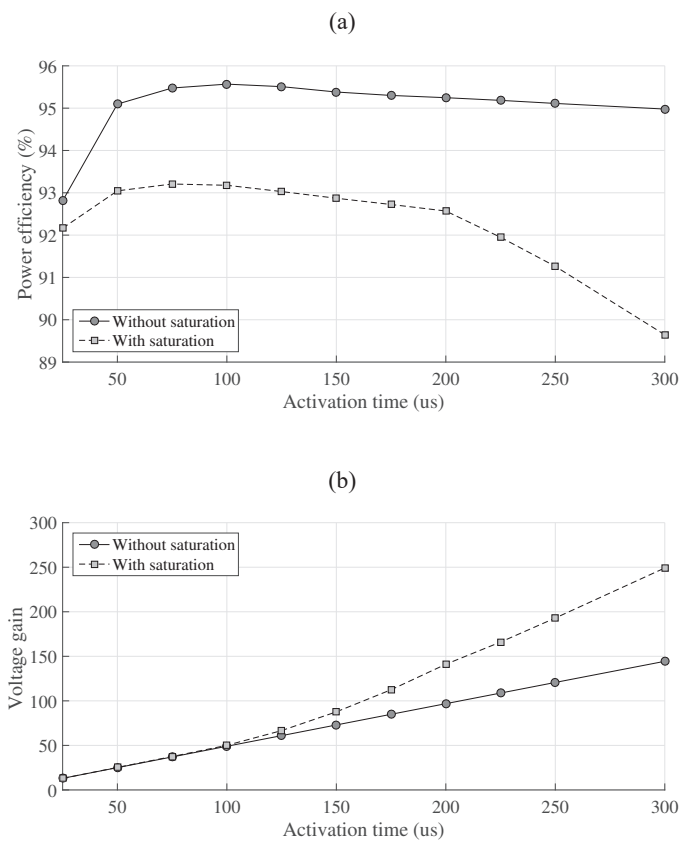 (a)
96
95
94
93
92
91
90
89
Power efficiency (%)
Without saturation
With saturation
50 100 150 200 250 300
Activation time (us)
(b)
300
250
200
150
100
50
0
Voltage gain
Without saturation
With saturation
50 100 150 200 250 300
Activation time (us)